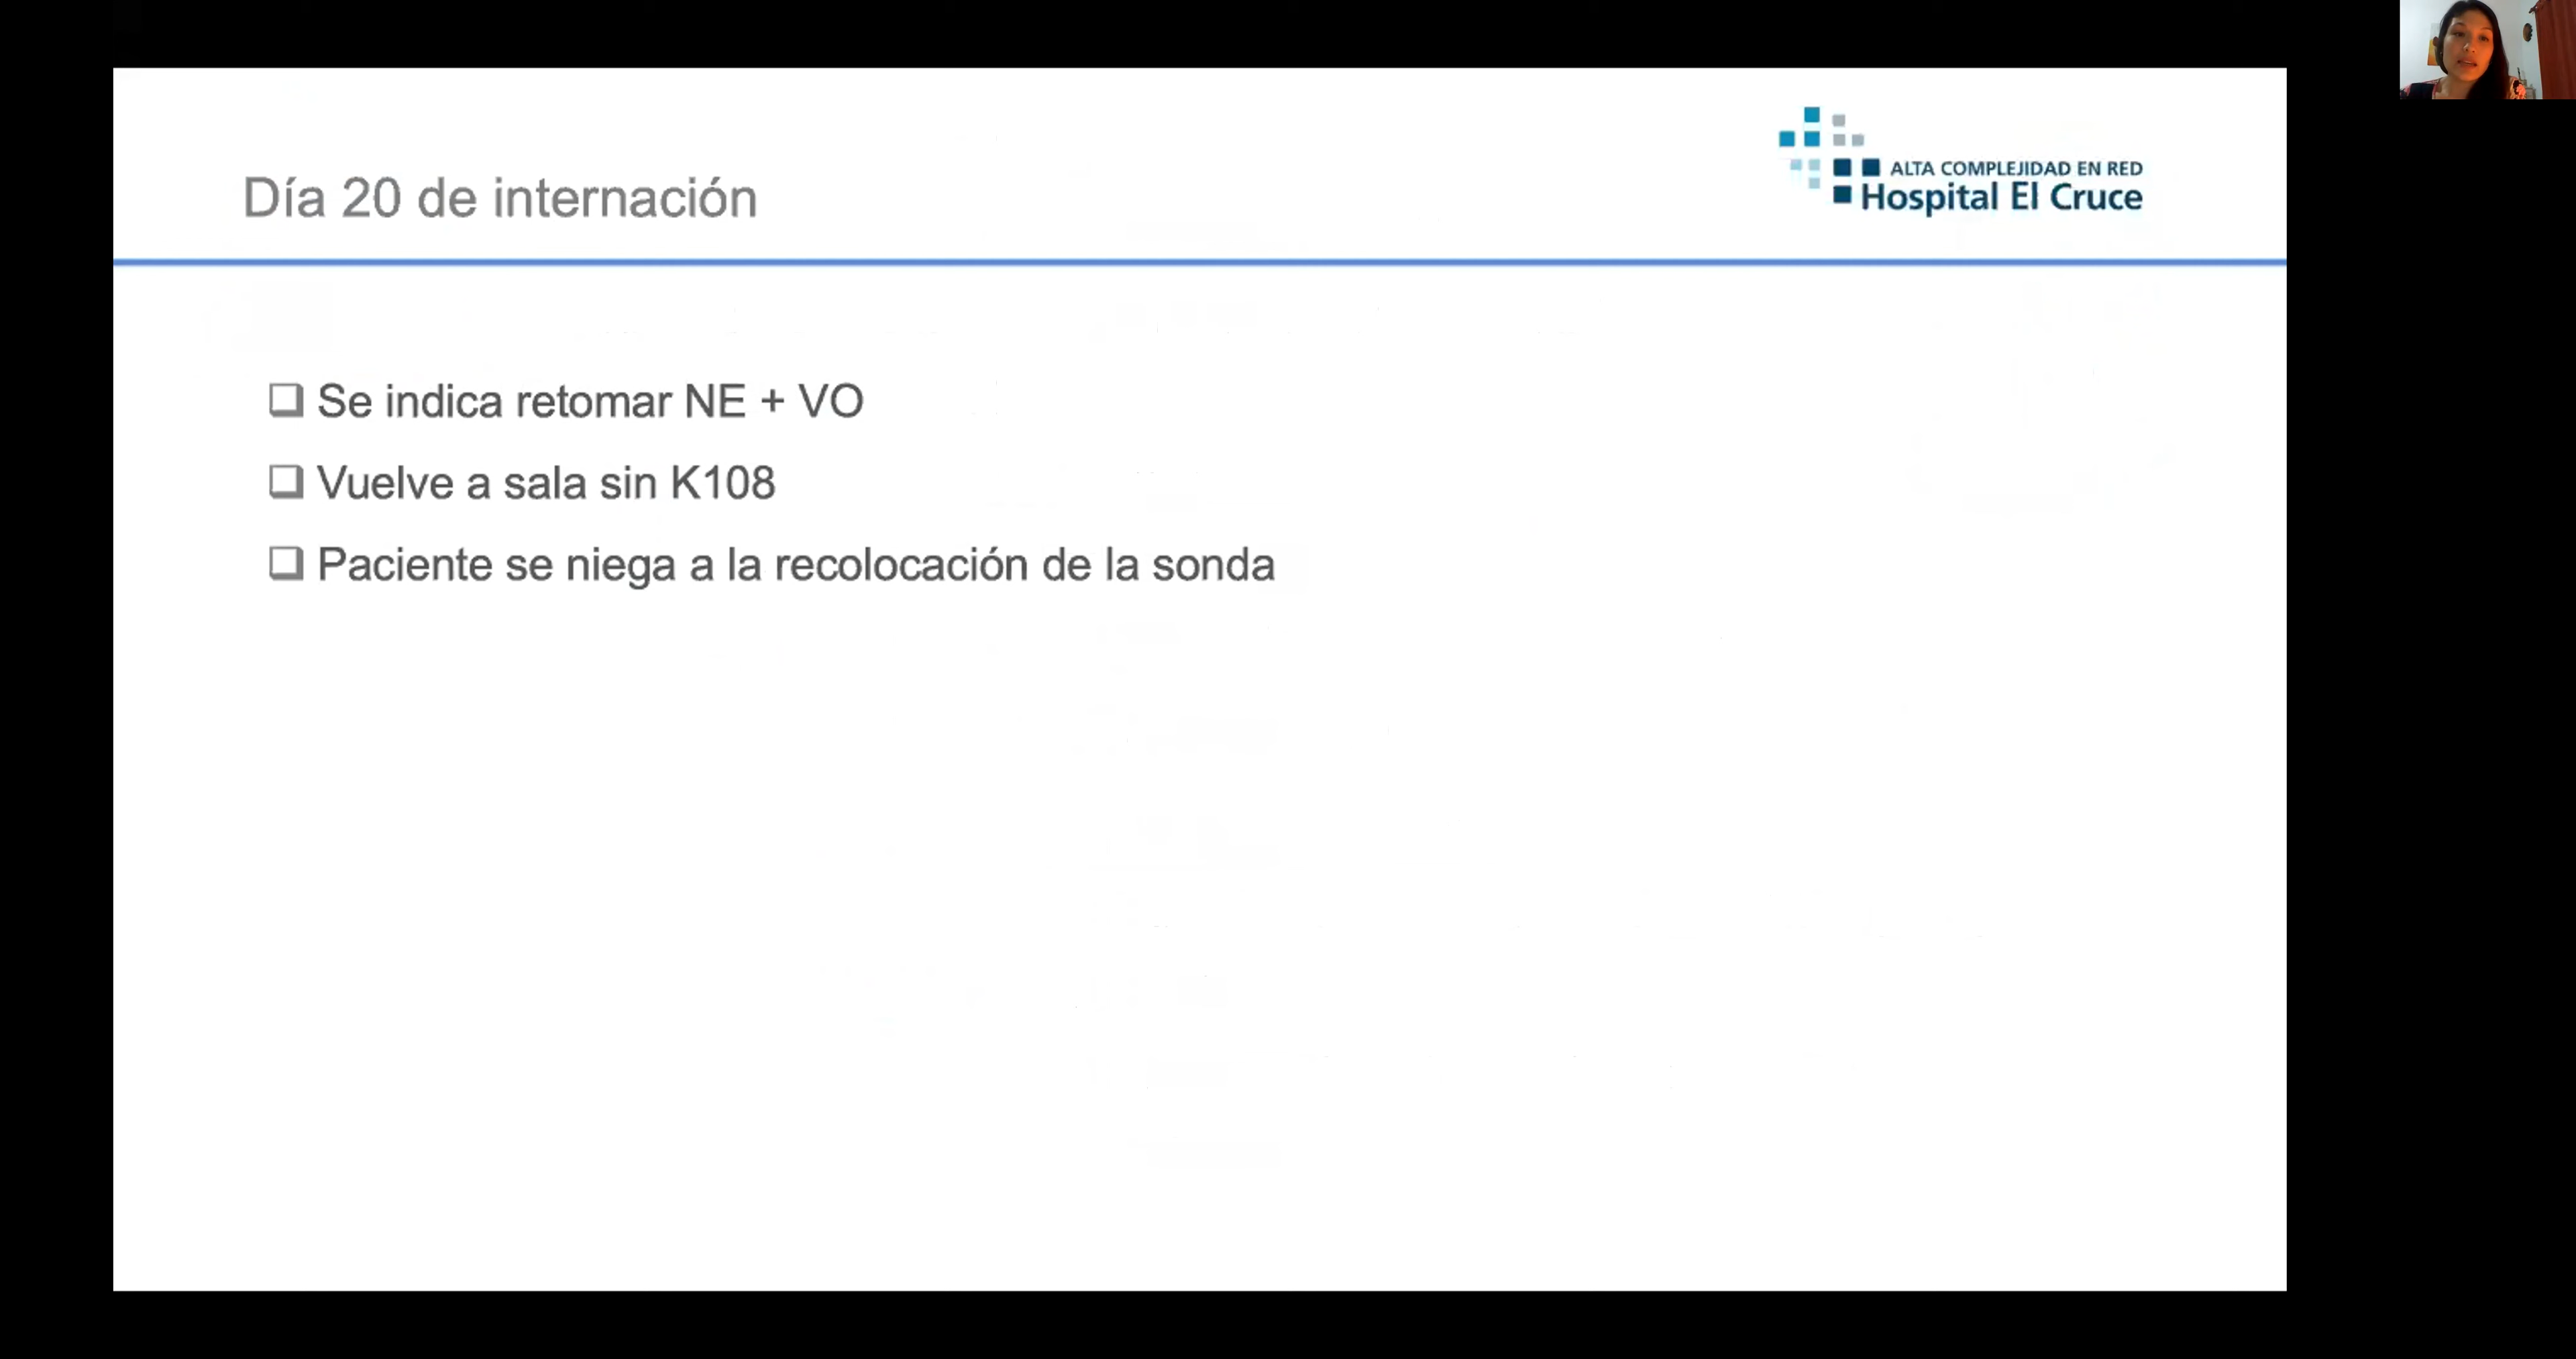 ALTA COMPLEJIDAD EN RED
Hospital El Cruce
Día 20 de internación
Se indica retomar NE + VO
Vuelve a sala sin K108
Paciente se niega a la recolocación de la sonda